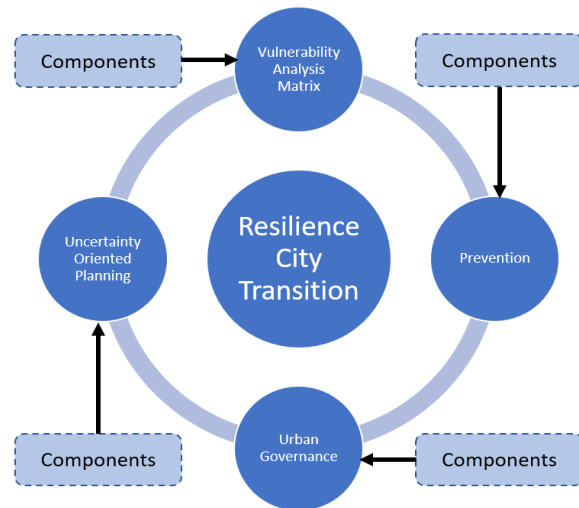 Components
Vulnerability
Analysis
Matrix
Components
Uncertainty
Oriented
Planning
Resilience
City
Transition
Prevention
Components
Urban
Governance
Components